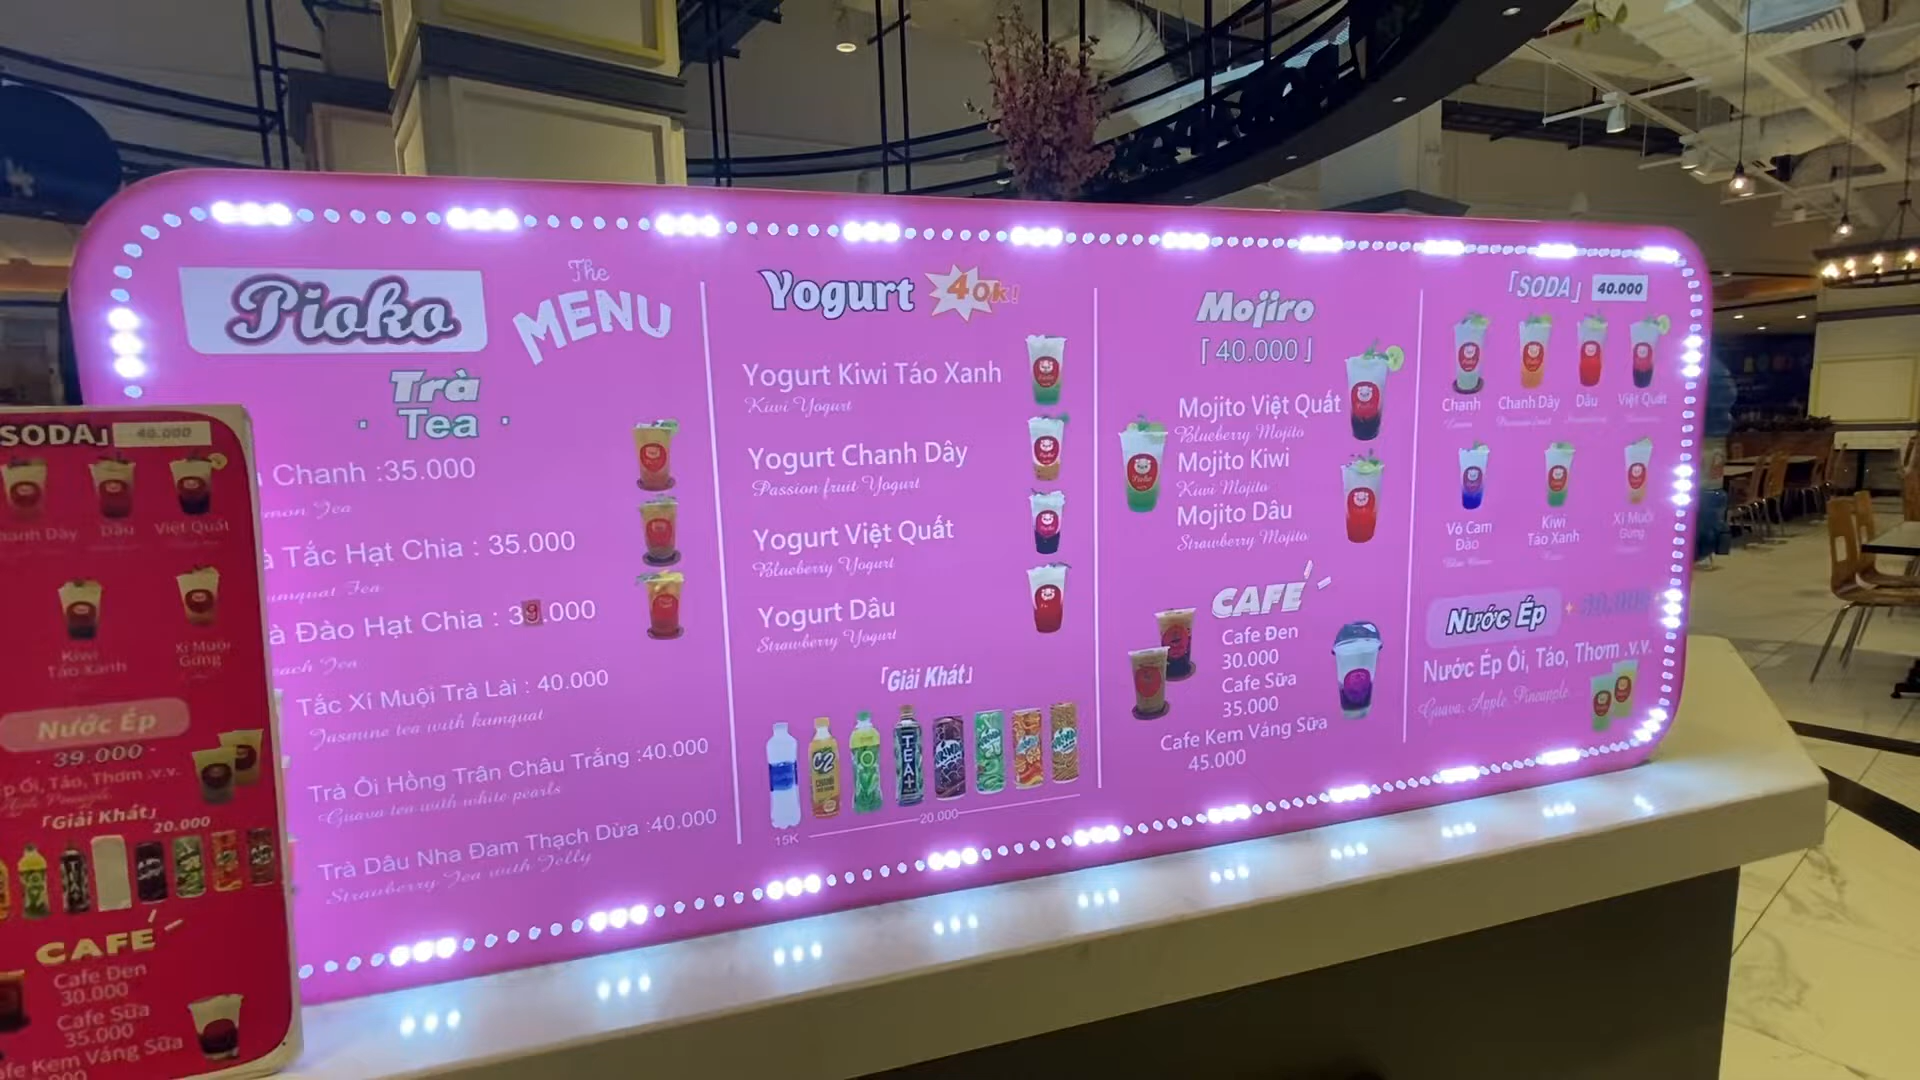 Pioko
The
MENU
Trà
Tea
Chanh :35.000
Tea
Tắc Hạt Chia : 35.000
Tea
Đào Hạt Chia : 39.000
Tea
Tắc Xí Muội Trà Lài : 40.000
Jasmine tea with kumquat
Trà Ổi Hồng Trân Châu Trắng :40.000
Guava tea with white pearls
Trà Dâu Nha Đam Thạch Dừa :40.000
Strawberry Tea with Jelly
Yogurt 40k!
Yogurt Kiwi Táo Xanh
Kiwi Yogurt
Yogurt Chanh Dây
Passion fruit Yogurt
Yogurt Việt Quất
Blueberry Yogurt
Yogurt Dâu
Strawberry Yogurt
「Giải Khát」
C2
TEA+
15K
20.000
Mojiro
「40.000」
Mojito Việt Quất
Blueberry Mojito
Mojito Kiwi
Kiwi Mojito
Mojito Dâu
Strawberry Mojito
CAFE
Cafe Đen
30.000
Cafe Sữa
35.000
Cafe Kem Váng Sữa
45.000
「SODA」 40.000
Chanh
Chanh Dây
Dâu
Việt Quất
Vỏ Cam
Đào
Kiwi
Táo Xanh
Xí Muội
Gừng
Nước Ép
Nước Ép Ổi, Táo, Thơm .v.v.
Guava, Apple, Pineapple
SODA」 40.000
Dây
Dâu
Việt Quất
Kiwi
Táo Xanh
Xí Muội
Gừng
Nước Ép
39.000
Ổi, Táo, Thơm .v.v.
「Giải Khát」
20.000
CAFE
Cafe Đen
30.000
Cafe Sữa
35.000
Kem Váng Sữa